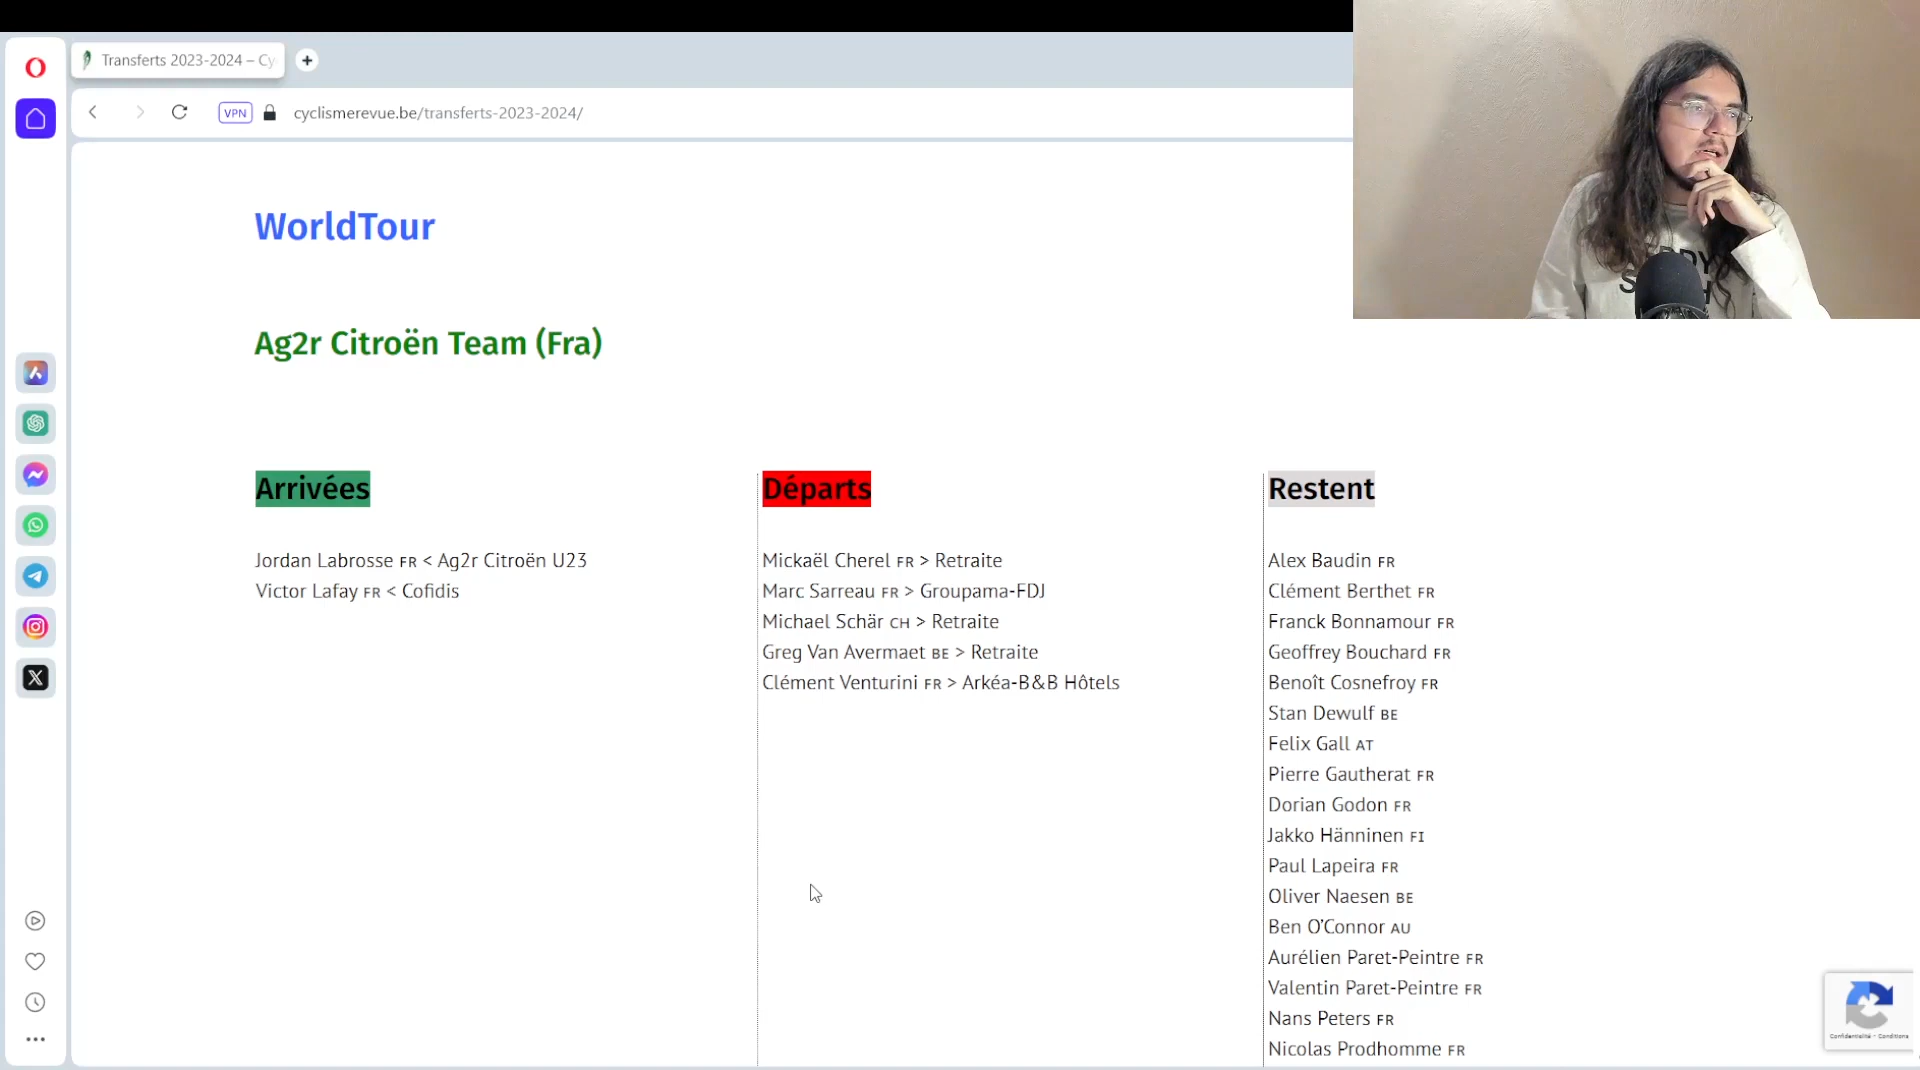 Transferts 2023-2024 – Cy
VPN
cyclismerevue.be/transferts-2023-2024/
WorldTour
Ag2r Citroën Team (Fra)
Arrivées
Jordan Labrosse FR < Ag2r Citroën U23
Victor Lafay FR < Cofidis
Départs
Mickaël Cherel FR > Retraite
Marc Sarreau FR > Groupama-FDJ
Michael Schär CH > Retraite
Greg Van Avermaet BE > Retraite
Clément Venturini FR > Arkéa-B&B Hôtels
Restent
Alex Baudin FR
Clément Berthet FR
Franck Bonnamour FR
Geoffrey Bouchard FR
Benoît Cosnefroy FR
Stan Dewulf BE
Felix Gall AT
Pierre Gautherat FR
Dorian Godon FR
Jakko Hänninen FI
Paul Lapeira FR
Oliver Naesen BE
Ben O’Connor AU
Aurélien Paret-Peintre FR
Valentin Paret-Peintre FR
Nans Peters FR
Nicolas Prodhomme FR
Confidentialité - Conditions